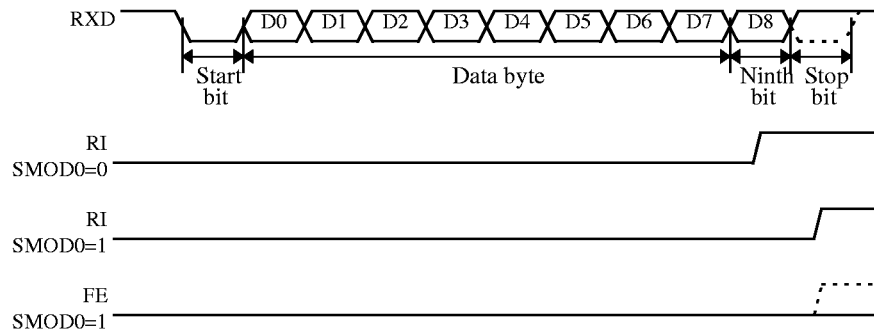 RXD D0 D1 D2 D3 D4 D5 D6 D7 D8
Start bit
Data byte
Ninth bit
Stop bit
RI
SMOD0=0
RI
SMOD0=1
FE
SMOD0=1